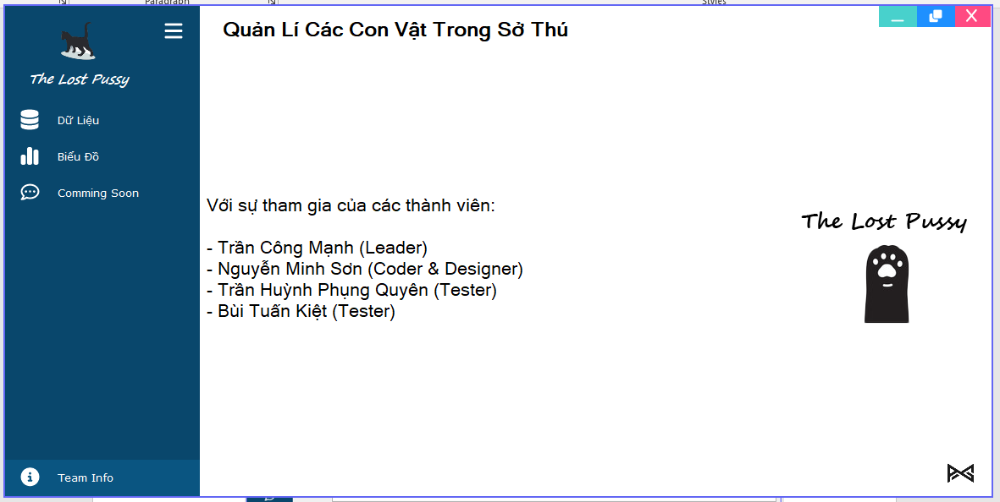 Paragraph
Styles
The Lost Pussy
Dữ Liệu
Biểu Đồ
Comming Soon
Team Info
Quản Lí Các Con Vật Trong Sở Thú
Với sự tham gia của các thành viên:
- Trần Công Mạnh (Leader)
- Nguyễn Minh Sơn (Coder & Designer)
- Trần Huỳnh Phụng Quyên (Tester)
- Bùi Tuấn Kiệt (Tester)
The Lost Pussy